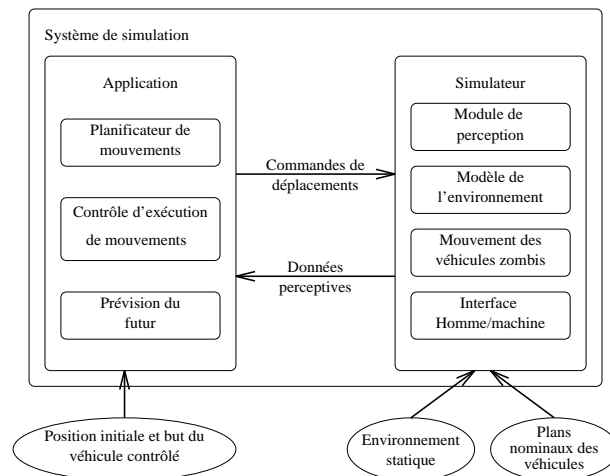 Système de simulation
Application
Planificateur de
mouvements
Contrôle d'exécution
de mouvements
Prévision du
futur
Commandes de
déplacements
Données
perceptives
Simulateur
Module de
perception
Modèle de
l'environnement
Mouvement des
véhicules zombis
Interface
Homme/machine
Position initiale et but du
véhicule contrôlé
Environnement
statique
Plans
nominaux des
véhicules